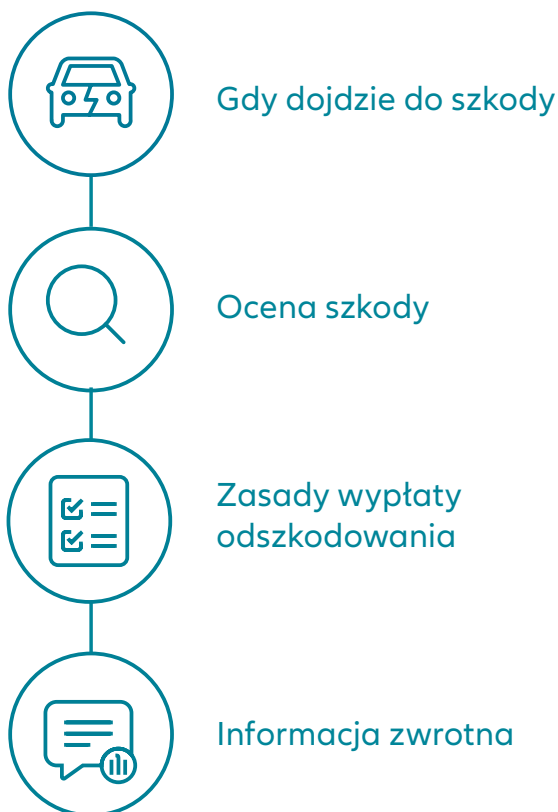 Gdy dojdzie do szkody
Ocena szkody
Zasady wypłaty
odszkodowania
Informacja zwrotna